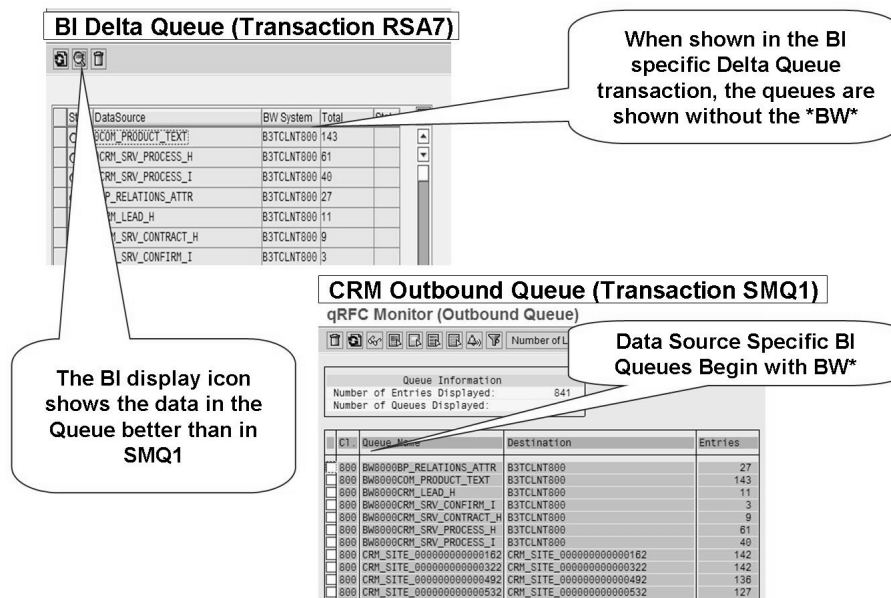 BI Delta Queue (Transaction RSA7)
When shown in the BI
specific Delta Queue
transaction, the queues are
shown without the *BW*
DataSource BW System Total
0COM_PRODUCT_TEXT B3TCLNT800 143
CRM_SRV_PROCESS_H B3TCLNT800 61
CRM_SRV_PROCESS_I B3TCLNT800 40
P_RELATIONS_ATTR B3TCLNT800 27
M_LEAD_H B3TCLNT800 11
_SRV_CONTRACT_H B3TCLNT800 9
_SRV_CONFIRM_I B3TCLNT800 3
The BI display icon
shows the data in the
Queue better than in
SMQ1
CRM Outbound Queue (Transaction SMQ1)
qRFC Monitor (Outbound Queue)
Number of L
Data Source Specific BI
Queues Begin with BW*
Queue Information
Number of Entries Displayed: 841
Number of Queues Displayed:
Cl. Queue Name Destination Entries
800 BW8000BP_RELATIONS_ATTR B3TCLNT800 27
800 BW8000COM_PRODUCT_TEXT B3TCLNT800 143
800 BW8000CRM_LEAD_H B3TCLNT800 11
800 BW8000CRM_SRV_CONFIRM_I B3TCLNT800 3
800 BW8000CRM_SRV_CONTRACT_H B3TCLNT800 9
800 BW8000CRM_SRV_PROCESS_H B3TCLNT800 61
800 BW8000CRM_SRV_PROCESS_I B3TCLNT800 40
800 CRM_SITE_000000000000162 CRM_SITE_000000000000162 142
800 CRM_SITE_000000000000322 CRM_SITE_000000000000322 142
800 CRM_SITE_000000000000492 CRM_SITE_000000000000492 136
800 CRM_SITE_000000000000532 CRM_SITE_000000000000532 127